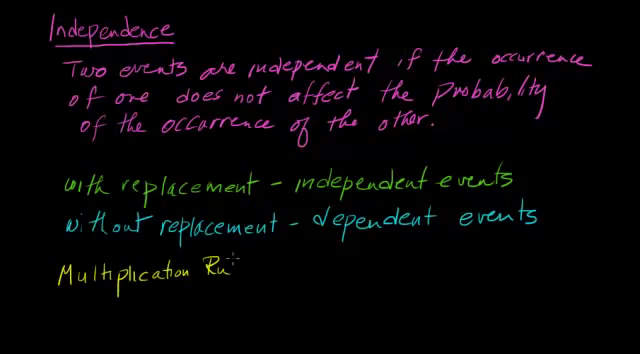 Independence
Two events are independent if the occurrence
of one does not affect the probability
of the occurrence of the other.
with replacement - independent events
without replacement - dependent events
Multiplication Ru